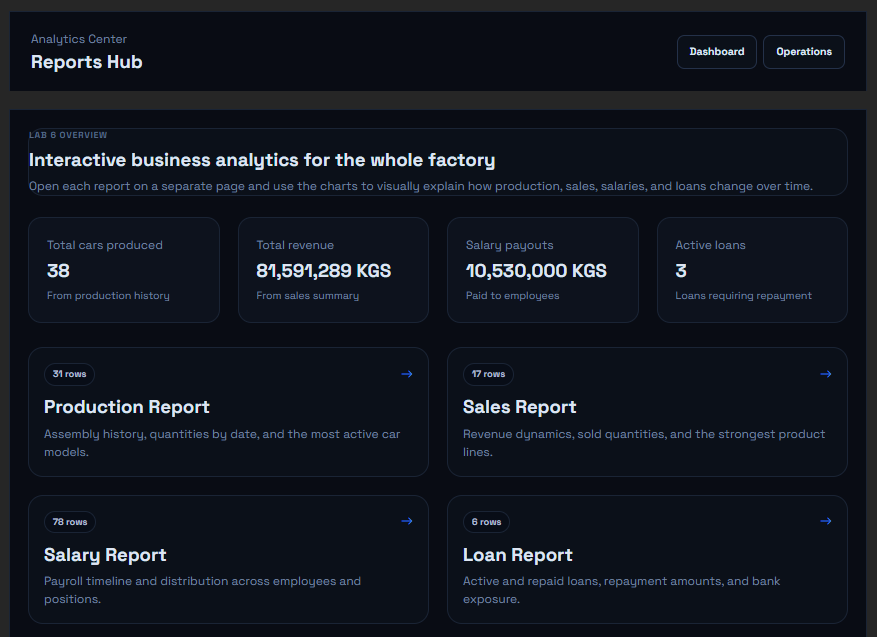 Analytics Center
Reports Hub
Dashboard
Operations
LAB 6 OVERVIEW
Interactive business analytics for the whole factory
Open each report on a separate page and use the charts to visually explain how production, sales, salaries, and loans change over time.
Total cars produced
38
From production history
Total revenue
81,591,289 KGS
From sales summary
Salary payouts
10,530,000 KGS
Paid to employees
Active loans
3
Loans requiring repayment
31 rows
Production Report
Assembly history, quantities by date, and the most active car
models.
17 rows
Sales Report
Revenue dynamics, sold quantities, and the strongest product
lines.
78 rows
Salary Report
Payroll timeline and distribution across employees and
positions.
6 rows
Loan Report
Active and repaid loans, repayment amounts, and bank
exposure.